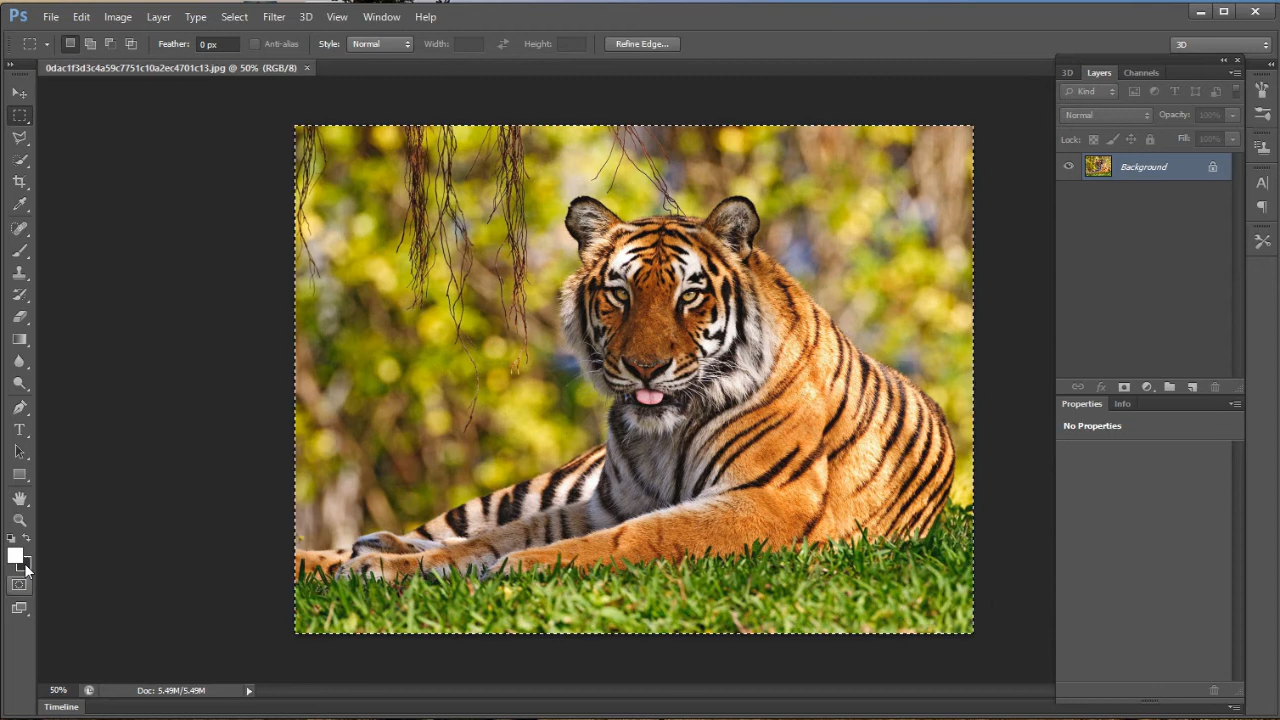 Ps File Edit Image Layer Type Select Filter 3D View Window Help
Feather: 0 px Anti-alias Style: Normal Width: Height: Refine Edge... 3D
0dac1f3d3c4a59c7751c10a2ec4701c13.jpg @ 50% (RGB/8) ×
3D Layers Channels
Kind
Normal Opacity: 100%
Lock: Fill: 100%
Background
Properties Info
No Properties
50% Doc: 5.49M/5.49M
Timeline